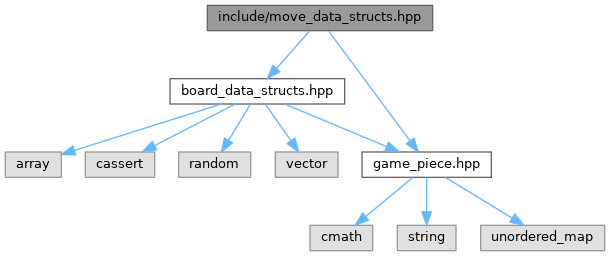 include/move_data_structs.hpp
board_data_structs.hpp
array
cassert
random
vector
game_piece.hpp
cmath
string
unordered_map